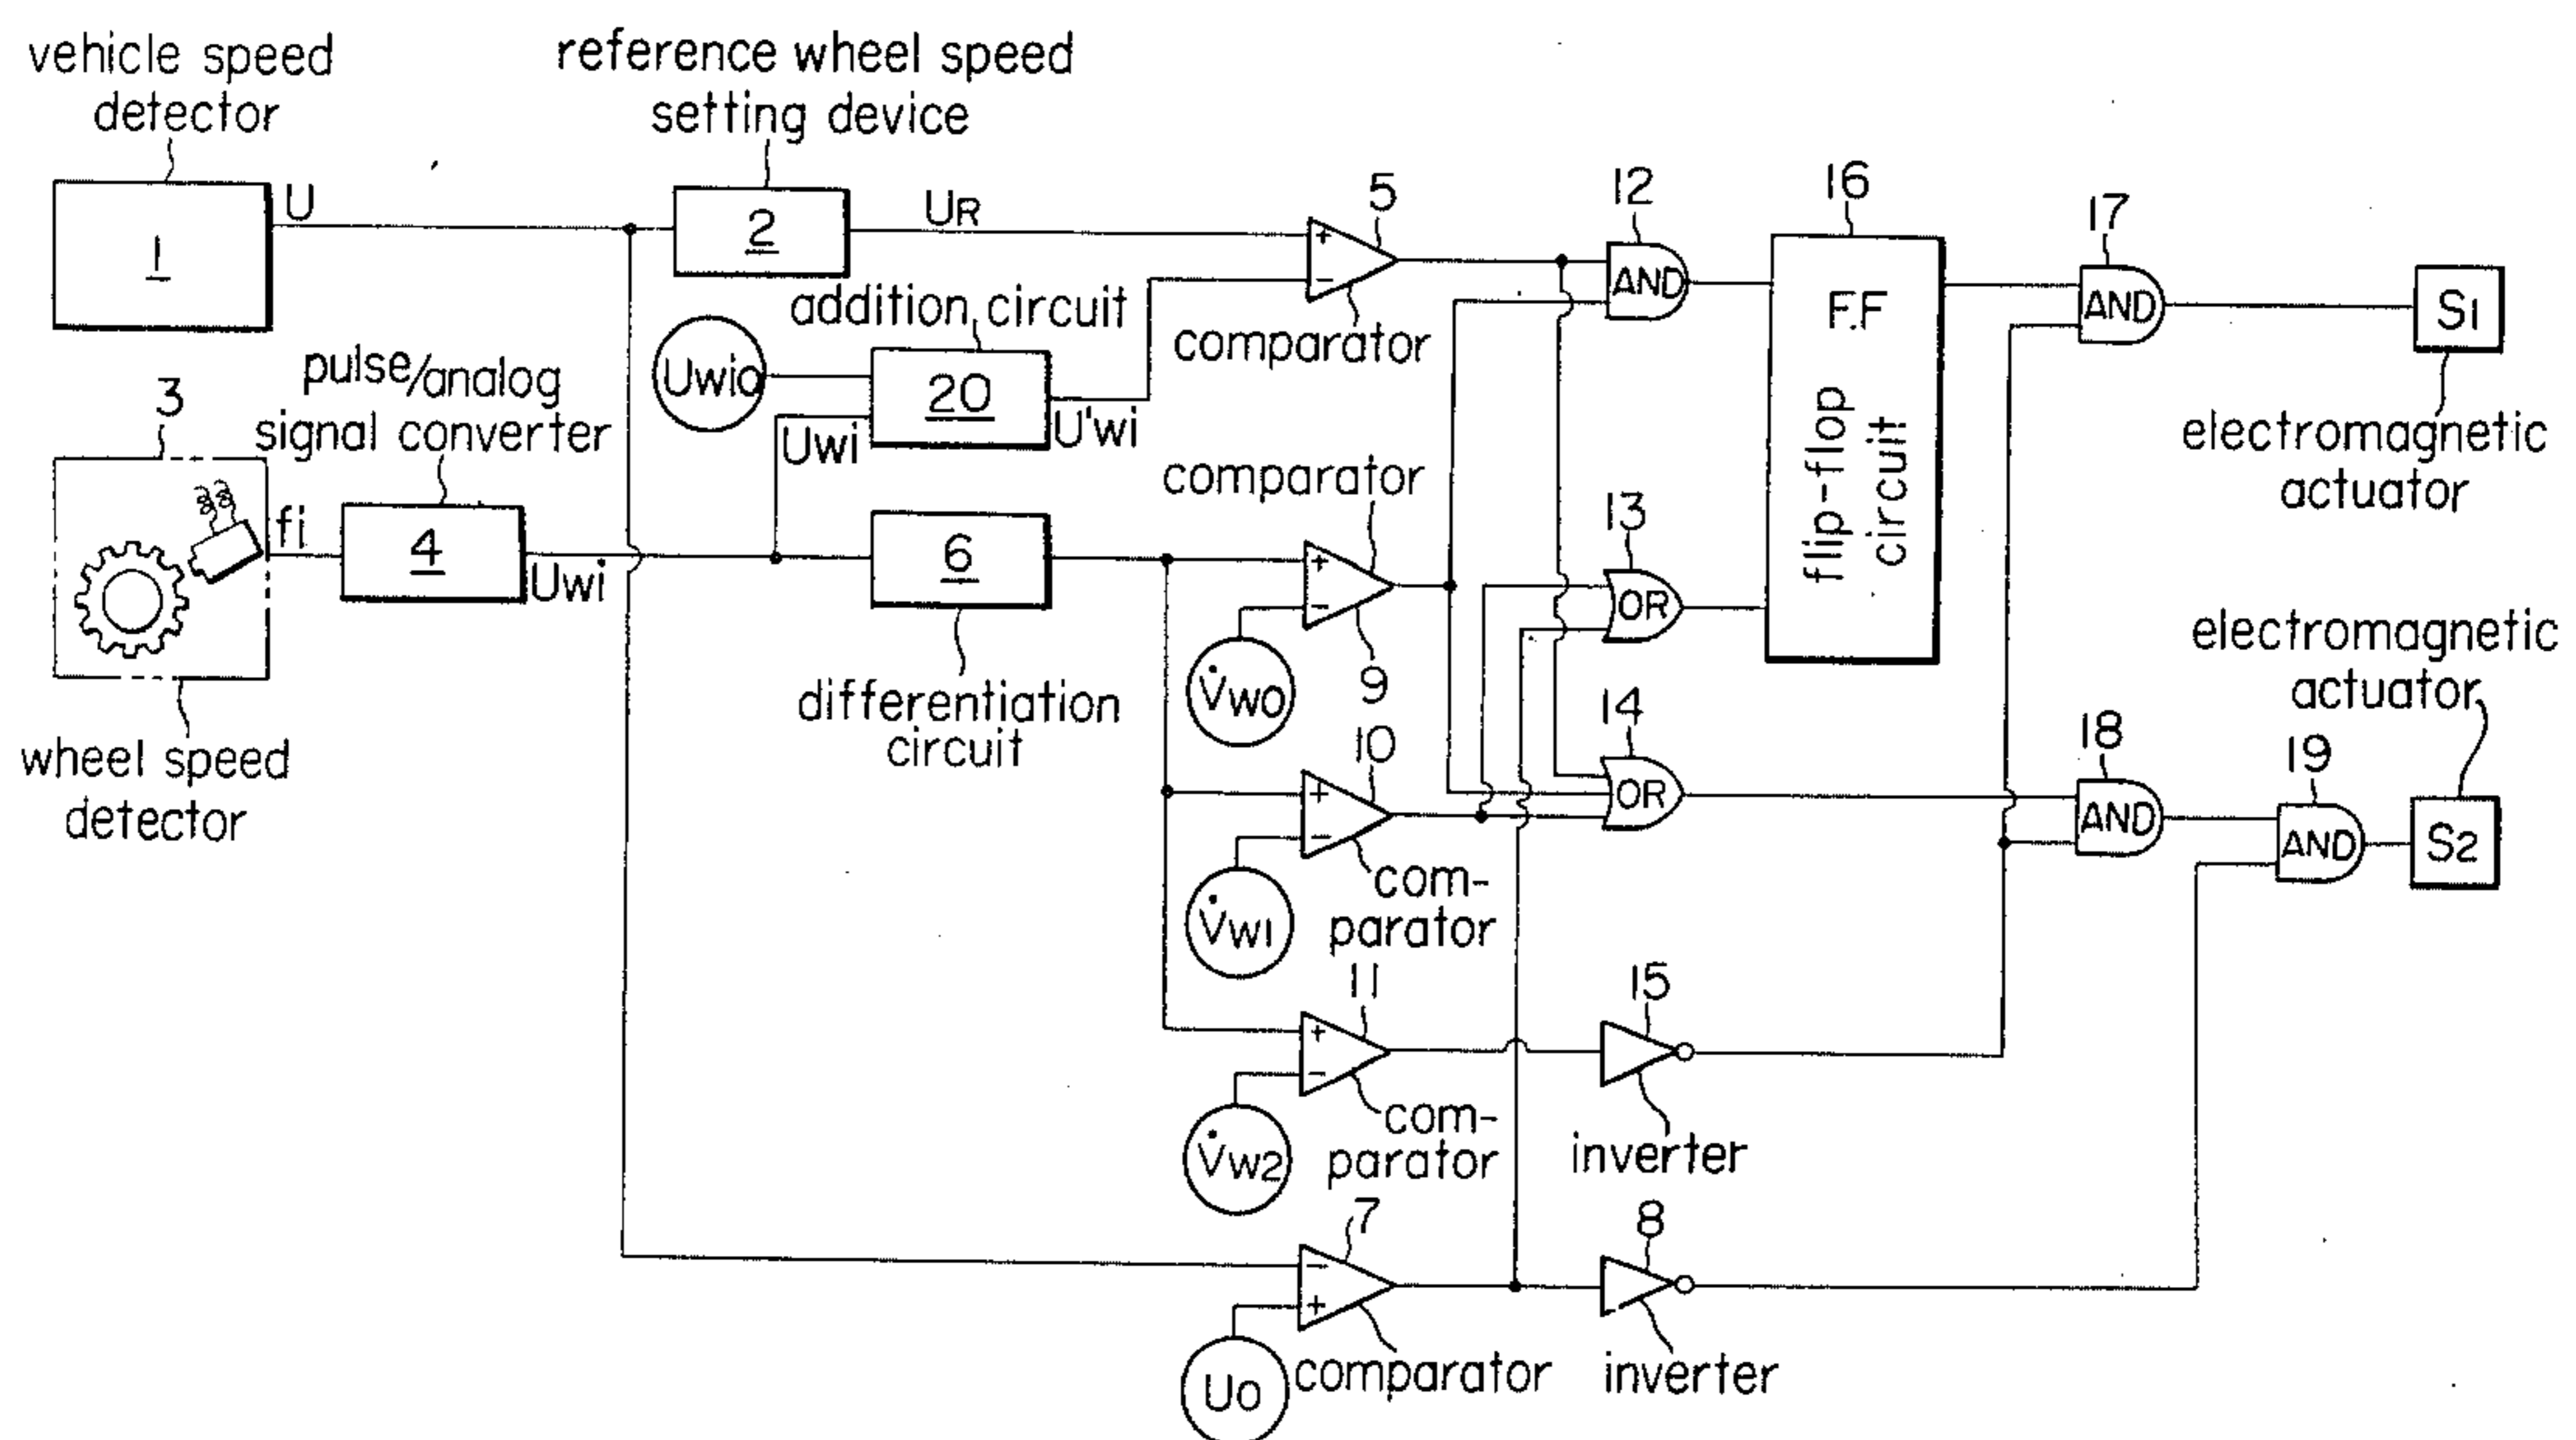 vehicle speed
detector
1
U
reference wheel speed
setting device
2
UR
5
comparator
12
AND
16
F.F
flip-flop
circuit
17
AND
S1
electromagnetic
actuator
addition circuit
Uwio
20
Uwi
U'wi
3
pulse/analog
signal converter
fi
4
Uwi
wheel speed
detector
6
differentiation
circuit
comparator
9
V̇W0
13
OR
14
OR
10
com-
parator
V̇W1
11
com-
parator
V̇W2
15
inverter
7
comparator
Uo
8
inverter
18
AND
19
AND
electromagnetic
actuator
S2